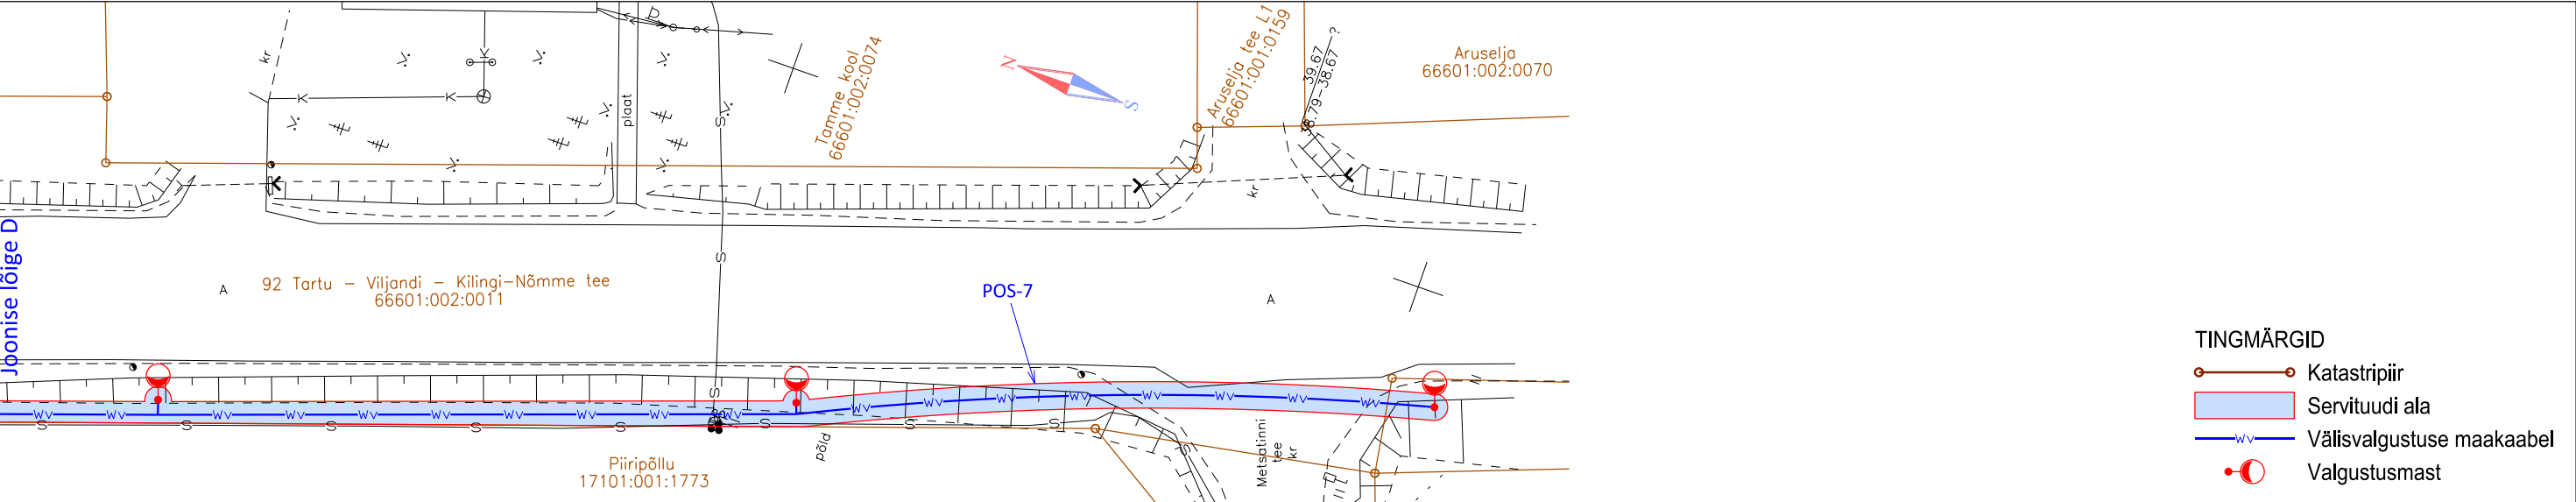 kr
K
K
K
plaat
D
S
S
S
Tamme kool
66601:002:0074
N
S
Aruselja tee L1
66601:001:0159
39.67 ?
38.79-38.67
Aruselja
66601:002:0070
kr
Joonise lõige D
A
92 Tartu – Viljandi – Kilingi-Nõmme tee
66601:002:0011
POS-7
A
põld
Metsatinni
tee
kr
Piiripõllu
17101:001:1773
TINGMÄRGID
Katastripiir
Servituudi ala
WV
Välisvalgustuse maakaabel
Valgustusmast